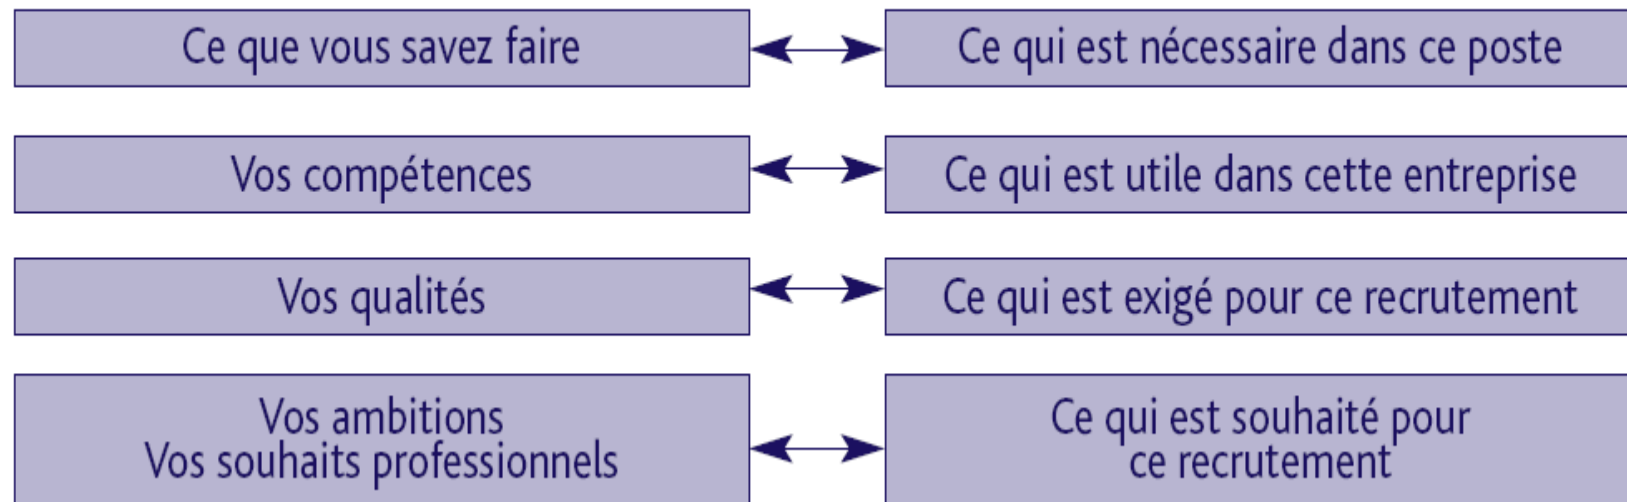 Ce que vous savez faire
Ce qui est nécessaire dans ce poste
Vos compétences
Ce qui est utile dans cette entreprise
Vos qualités
Ce qui est exigé pour ce recrutement
Vos ambitions
Vos souhaits professionnels
Ce qui est souhaité pour
ce recrutement